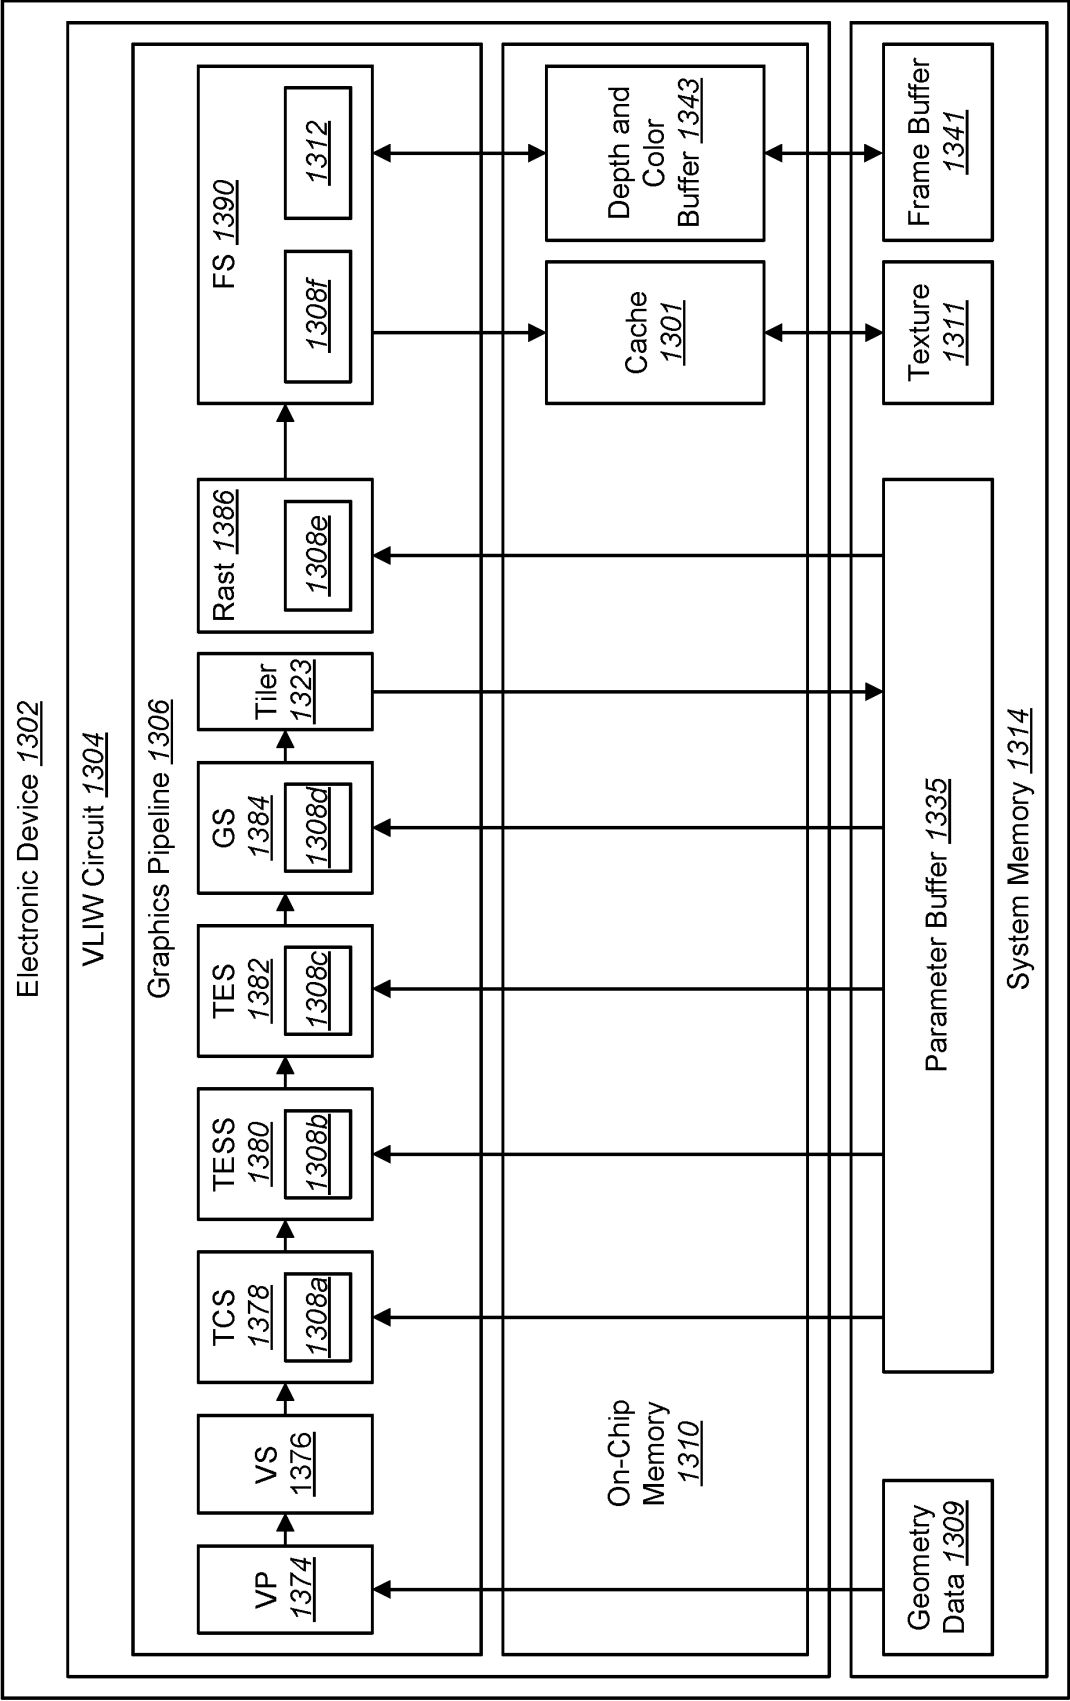 Electronic Device 1302
VLIW Circuit 1304
Graphics Pipeline 1306
VP
1374
VS
1376
TCS
1378
1308a
TESS
1380
1308b
TES
1382
1308c
GS
1384
1308d
Tiler
1323
Rast 1386
1308e
FS 1390
1308f
1312
On-Chip
Memory
1310
Cache
1301
Depth and
Color
Buffer 1343
Geometry
Data 1309
Parameter Buffer 1335
Texture
1311
Frame Buffer
1341
System Memory 1314